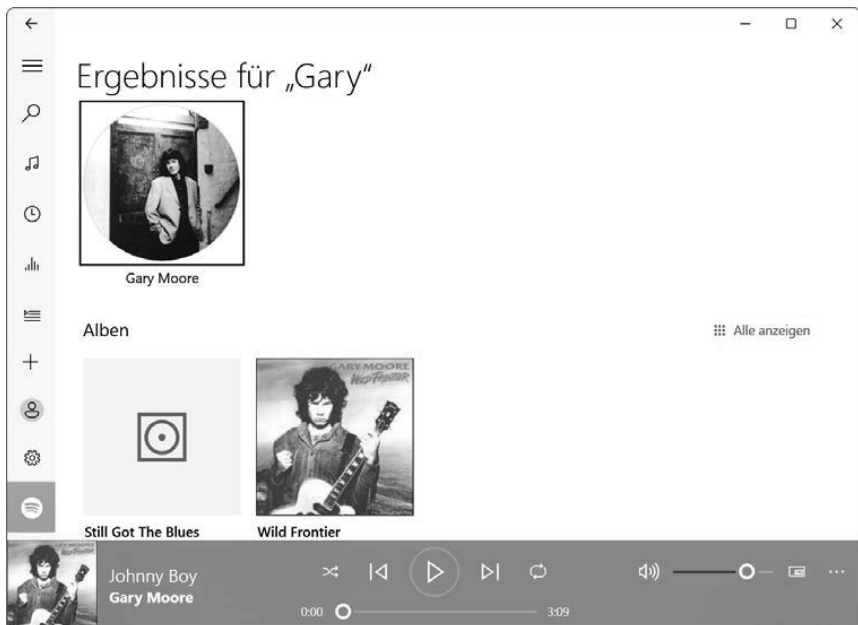 Ergebnisse für „Gary“
Gary Moore
Alben
Alle anzeigen
GARY MOORE
WILD FRONTIER
Still Got The Blues
Wild Frontier
Johnny Boy
Gary Moore
0:00
3:09